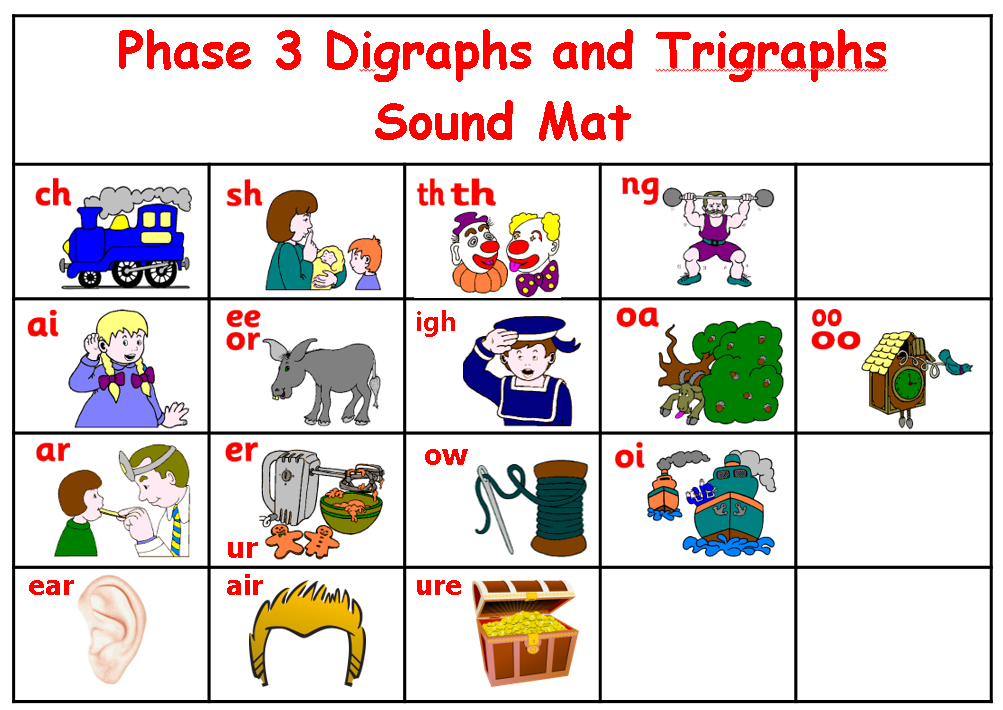 Phase 3 Digraphs and Trigraphs
Sound Mat
ch
sh
th th
ng
ai
ee
or
igh
oa
oo
oo
ar
er
ur
ow
oi
ear
air
ure